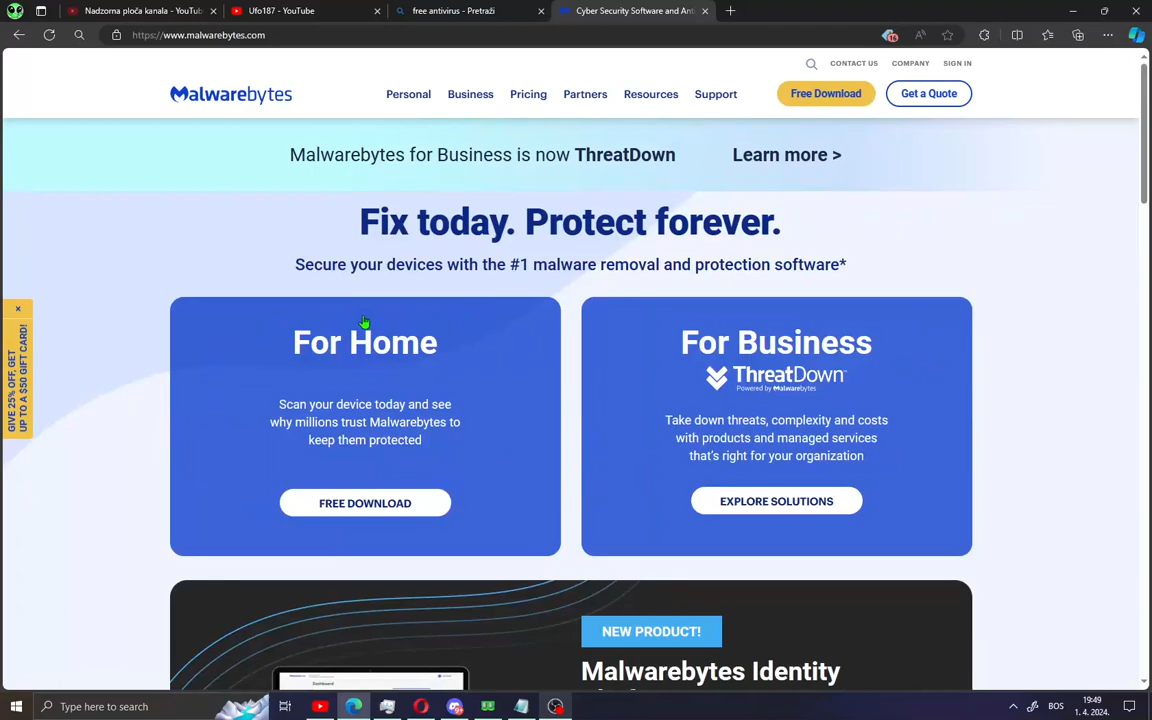 Nadzorna ploča kanala - YouTub
Ufo187 - YouTube
free antivirus - Pretraži
Cyber Security Software and Anti
https://www.malwarebytes.com
16
CONTACT US
COMPANY
SIGN IN
Malwarebytes
Personal
Business
Pricing
Partners
Resources
Support
Free Download
Get a Quote
Malwarebytes for Business is now ThreatDown
Learn more >
Fix today. Protect forever.
Secure your devices with the #1 malware removal and protection software*
GIVE 25% OFF, GET
UP TO A $50 GIFT CARD!
For Home
Scan your device today and see
why millions trust Malwarebytes to
keep them protected
FREE DOWNLOAD
For Business
ThreatDown
Powered by Malwarebytes
Take down threats, complexity and costs
with products and managed services
that's right for your organization
EXPLORE SOLUTIONS
NEW PRODUCT!
Malwarebytes Identity
Dashboard
Type here to search
BOS
19:49
1. 4. 2024.